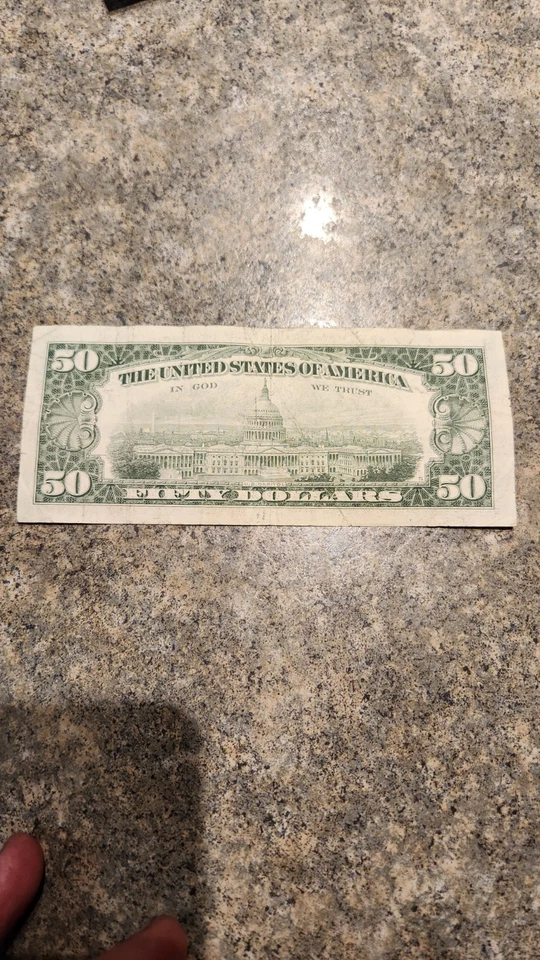 50 50
THE UNITED STATES OF AMERICA
IN GOD WE TRUST
50 50
FIFTY DOLLARS